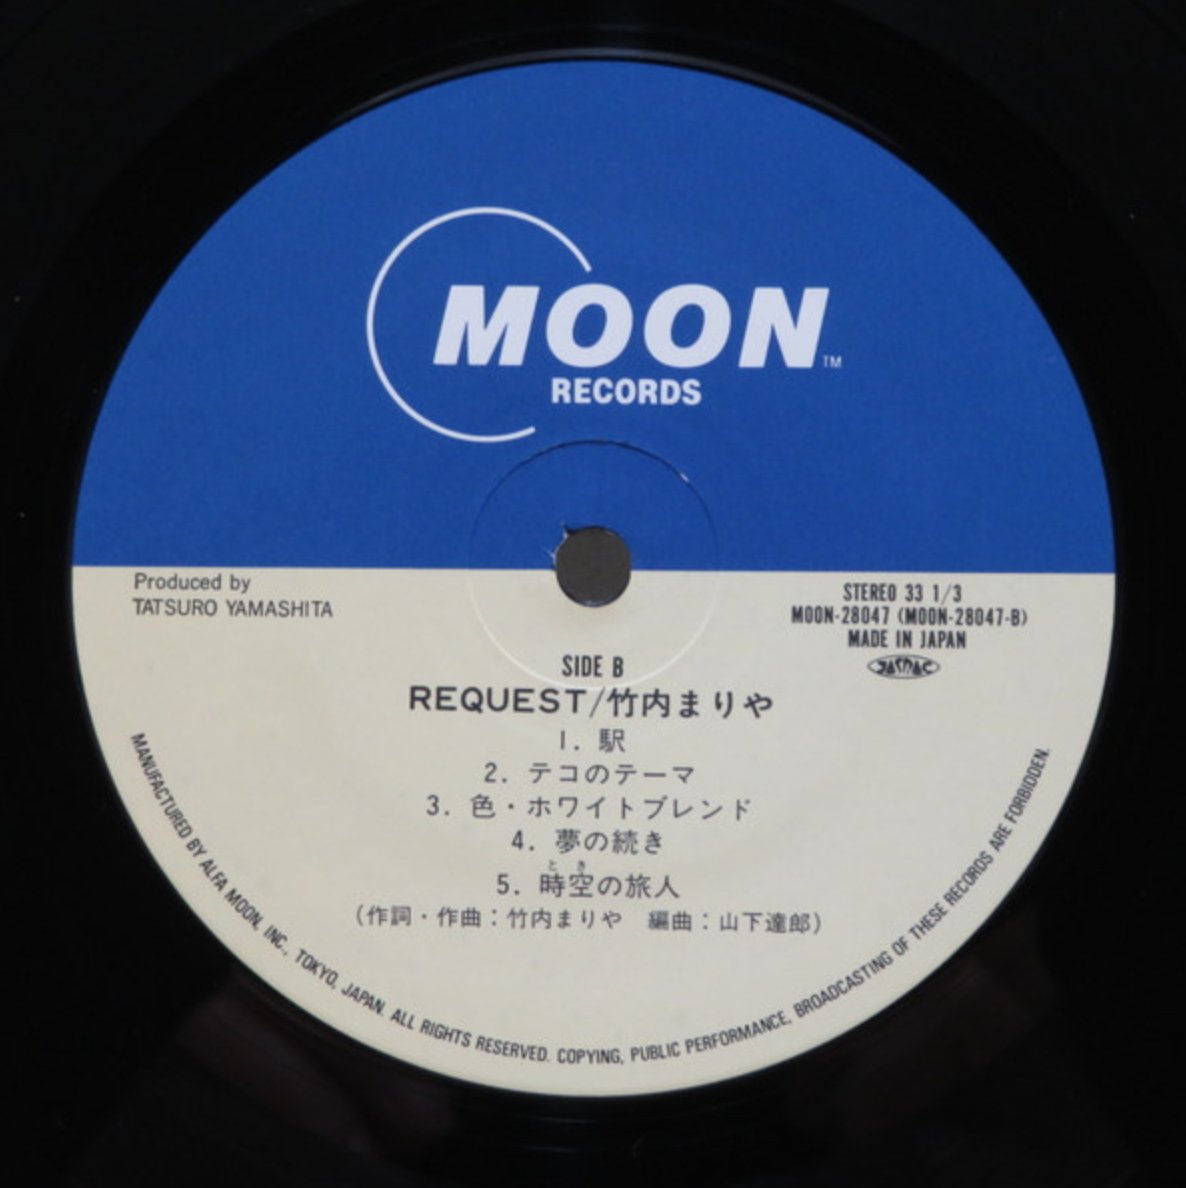 MOON
TM
RECORDS
Produced by
TATSURO YAMASHITA
STEREO 33 1/3
MOON-28047 (MOON-28047-B)
MADE IN JAPAN
JASRAC
SIDE B
REQUEST/竹内まりや
1. 駅
2. テコのテーマ
3. 色・ホワイトブレンド
4. 夢の続き
とき
5. 時空の旅人
(作詞・作曲:竹内まりや 編曲:山下達郎)
MANUFACTURED BY ALFA MOON, INC., TOKYO, JAPAN. ALL RIGHTS RESERVED. COPYING, PUBLIC PERFORMANCE, BROADCASTING OF THESE RECORDS ARE FORBIDDEN.